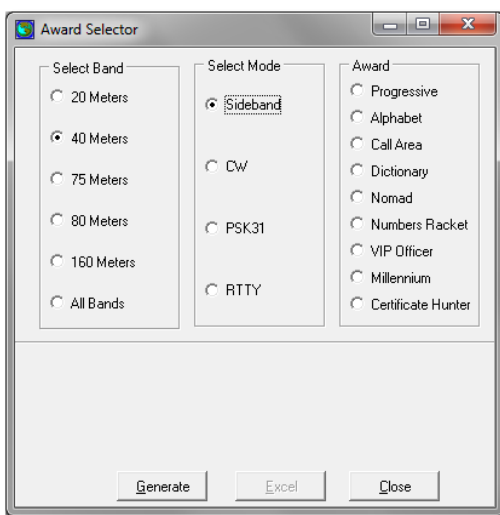 Award Selector
Select Band
20 Meters
40 Meters
75 Meters
80 Meters
160 Meters
All Bands
Select Mode
Sideband
CW
PSK31
RTTY
Award
Progressive
Alphabet
Call Area
Dictionary
Nomad
Numbers Racket
VIP Officer
Millennium
Certificate Hunter
Generate
Excel
Close